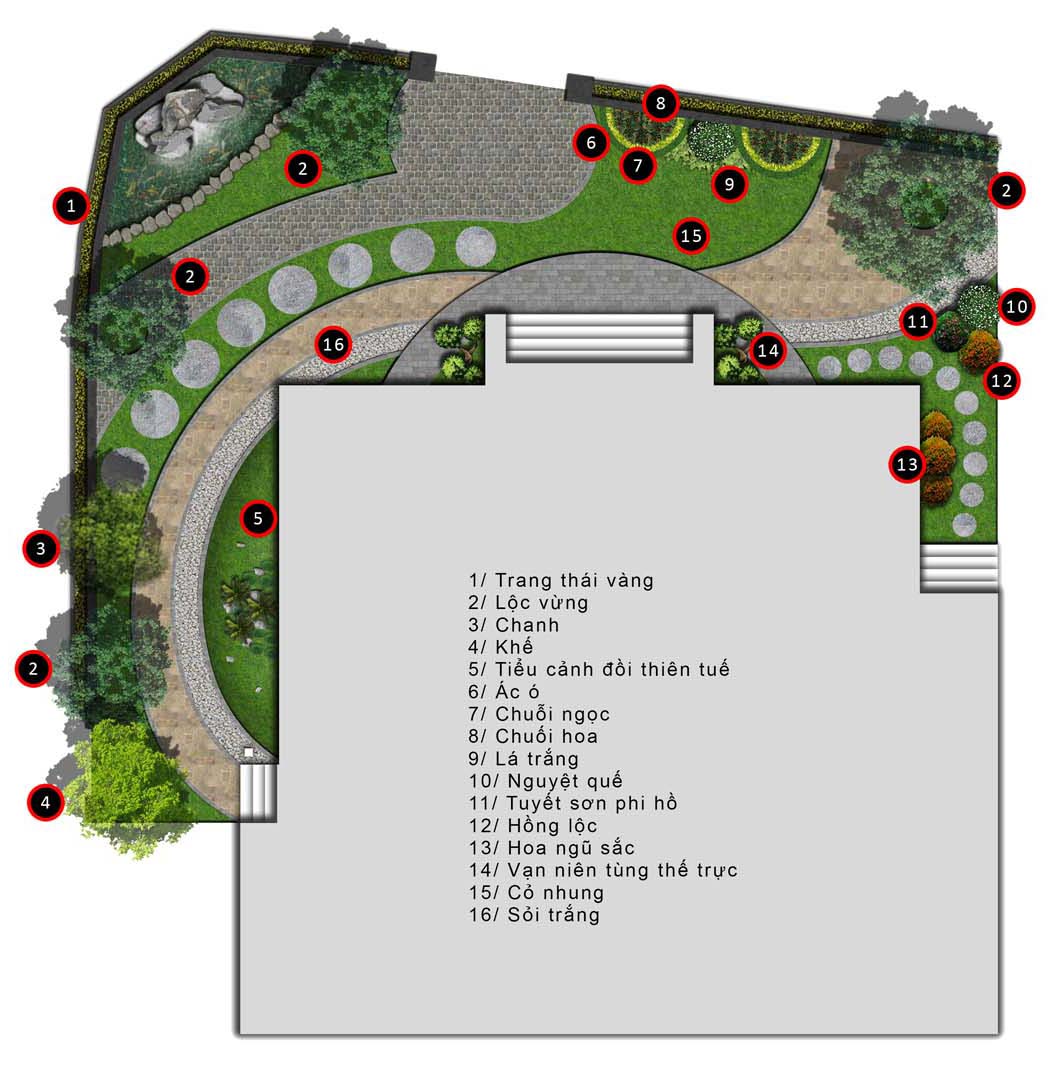 8
6
7
2
9
1
2
15
2
10
11
16
14
12
13
5
3
1/ Trang thái vàng
2/ Lộc vừng
3/ Chanh
4/ Khế
5/ Tiểu cảnh đồi thiên tuế
6/ Ác ó
7/ Chuỗi ngọc
8/ Chuối hoa
9/ Lá trắng
10/ Nguyệt quế
11/ Tuyết sơn phi hồ
12/ Hồng lộc
13/ Hoa ngũ sắc
14/ Vạn niên tùng thế trực
15/ Cỏ nhung
16/ Sỏi trắng
2
4